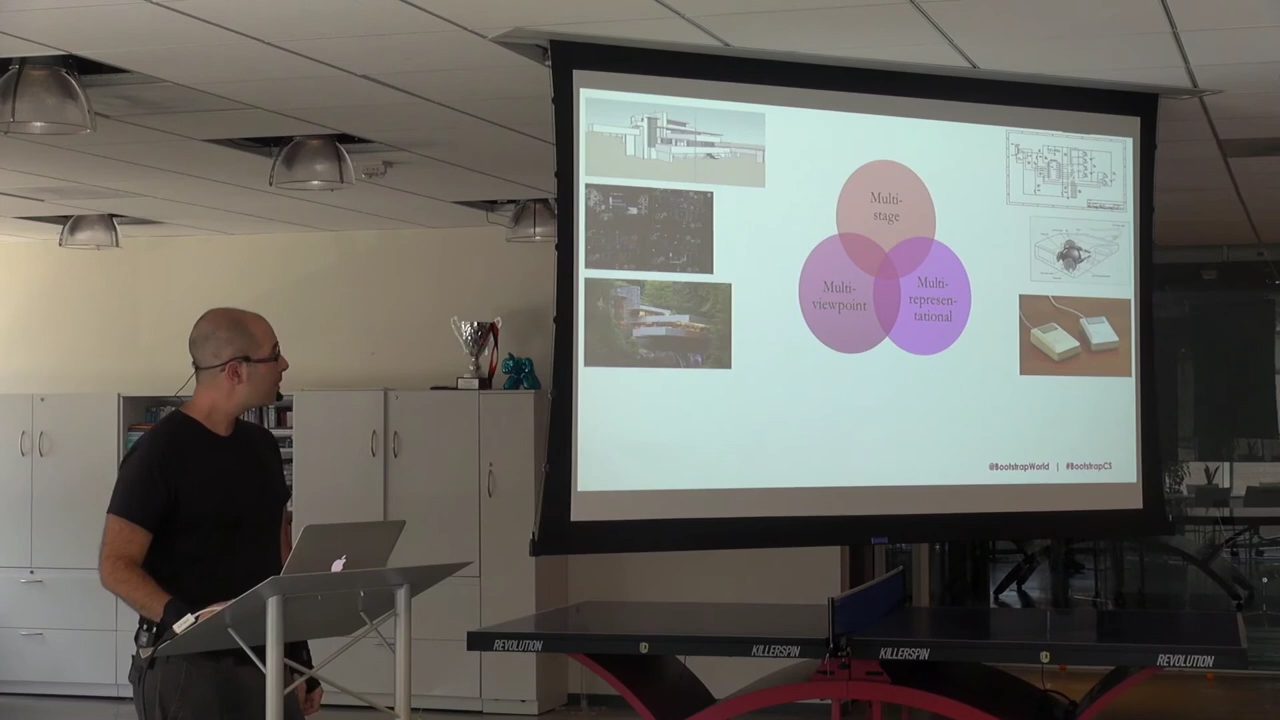 Multi-
stage
Multi-
viewpoint
Multi-
represen-
tational
@BootstrapWorld | #BootstrapCS
REVOLUTION
KILLERSPIN
KILLERSPIN
REVOLUTION